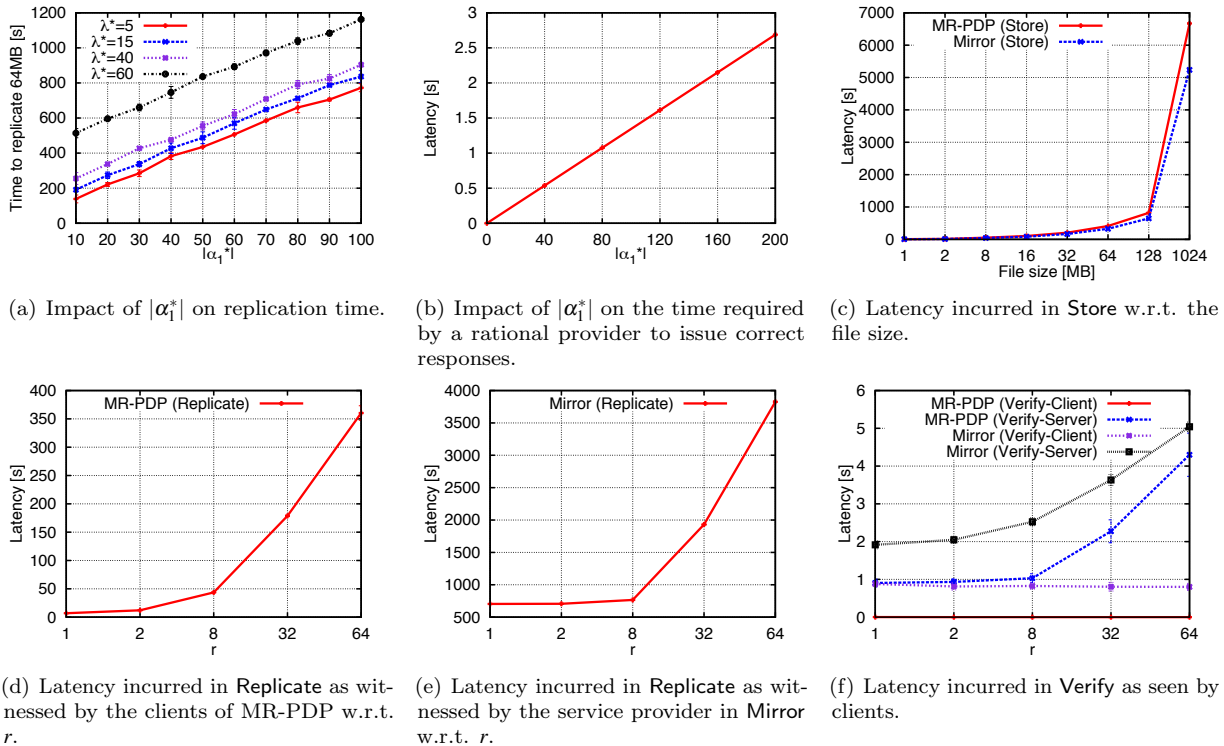 λ*=5
λ*=15
λ*=40
λ*=60
Time to replicate 64MB [s]
1200
1000
800
600
400
200
0
10 20 30 40 50 60 70 80 90 100
|α₁*|
(a) Impact of |α₁*| on replication time.
Latency [s]
3
2.5
2
1.5
1
0.5
0
0 40 80 120 160 200
|α₁*|
(b) Impact of |α₁*| on the time required
by a rational provider to issue correct
responses.
MR-PDP (Store)
Mirror (Store)
Latency [s]
7000
6000
5000
4000
3000
2000
1000
0
1 2 8 16 32 64 128 1024
File size [MB]
(c) Latency incurred in Store w.r.t. the
file size.
MR-PDP (Replicate)
Latency [s]
400
350
300
250
200
150
100
50
0
1 2 8 32 64
r
(d) Latency incurred in Replicate as wit-
nessed by the clients of MR-PDP w.r.t.
r.
Mirror (Replicate)
Latency [s]
4000
3500
3000
2500
2000
1500
1000
500
1 2 8 32 64
r
(e) Latency incurred in Replicate as wit-
nessed by the service provider in Mirror
w.r.t. r.
MR-PDP (Verify-Client)
MR-PDP (Verify-Server)
Mirror (Verify-Client)
Mirror (Verify-Server)
Latency [s]
6
5
4
3
2
1
0
1 2 8 32 64
r
(f) Latency incurred in Verify as seen by
clients.